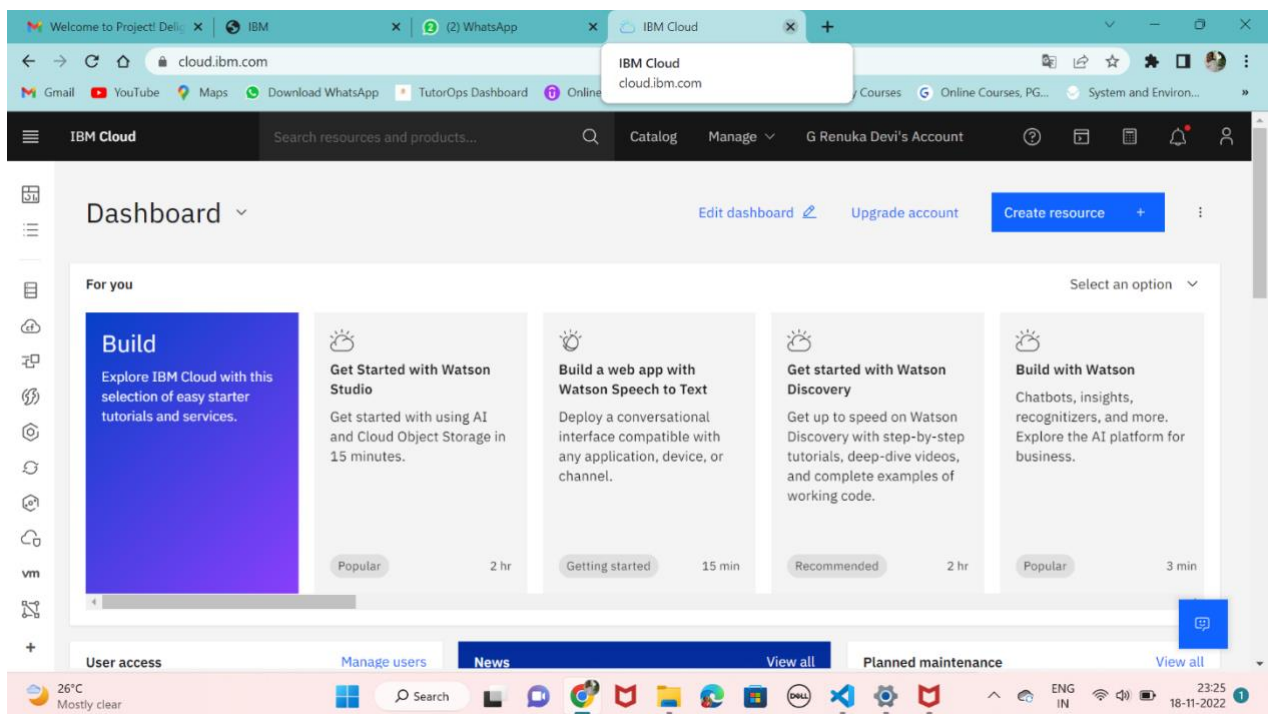 Welcome to Project! Delig
IBM
(2) WhatsApp
IBM Cloud
cloud.ibm.com
IBM Cloud
cloud.ibm.com
Gmail
YouTube
Maps
Download WhatsApp
TutorOps Dashboard
Online
Courses
Online Courses, PG...
System and Environ...
IBM Cloud
Search resources and products...
Catalog
Manage
G Renuka Devi's Account
Dashboard
Edit dashboard
Upgrade account
Create resource +
For you
Select an option
Build
Explore IBM Cloud with this
selection of easy starter
tutorials and services.
Get Started with Watson
Studio
Get started with using AI
and Cloud Object Storage in
15 minutes.
Popular
2 hr
Build a web app with
Watson Speech to Text
Deploy a conversational
interface compatible with
any application, device, or
channel.
Getting started
15 min
Get started with Watson
Discovery
Get up to speed on Watson
Discovery with step-by-step
tutorials, deep-dive videos,
and complete examples of
working code.
Recommended
2 hr
Build with Watson
Chatbots, insights,
recognitizers, and more.
Explore the AI platform for
business.
Popular
3 min
vm
User access
Manage users
News
View all
Planned maintenance
View all
26°C
Mostly clear
Search
DELL
ENG
IN
23:25
18-11-2022
1